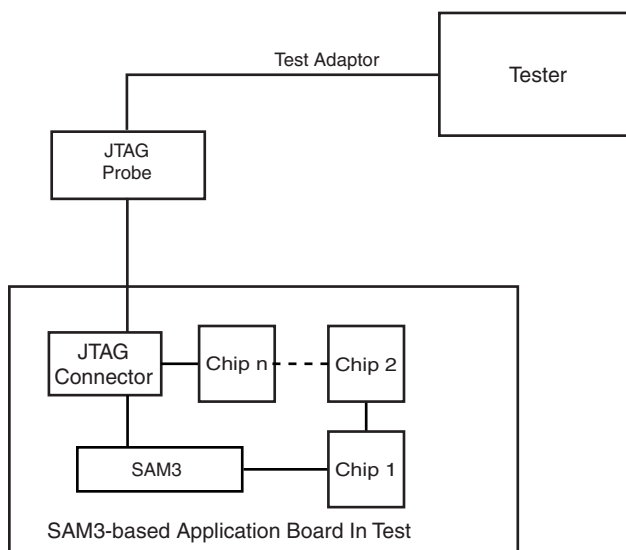 Test Adaptor
Tester
JTAG
Probe
JTAG
Connector
Chip n
Chip 2
SAM3
Chip 1
SAM3-based Application Board In Test